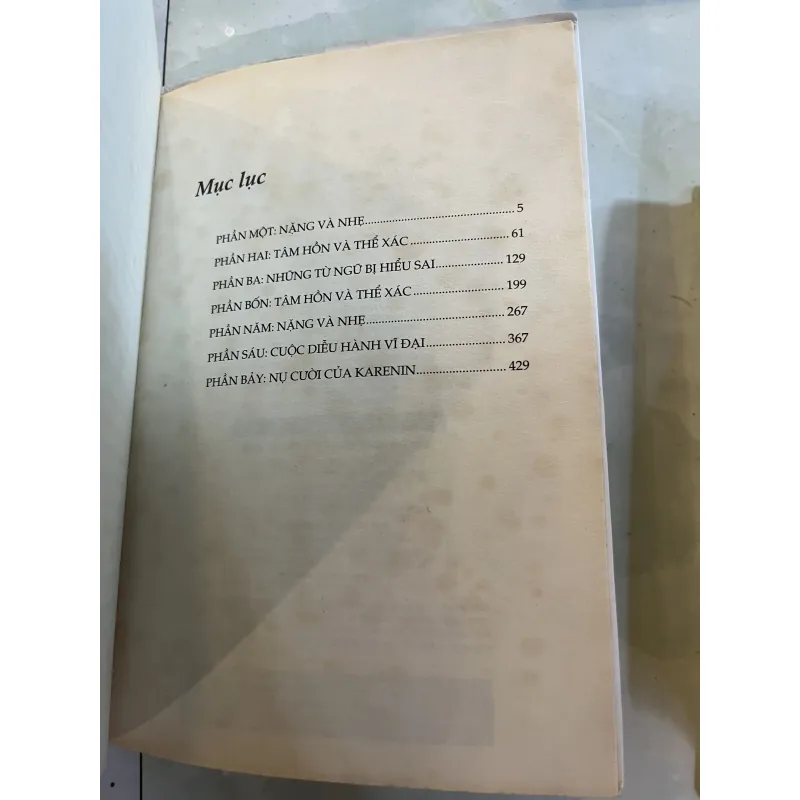 Mục lục
PHẦN MỘT: NẶNG VÀ NHẸ.................................................. 5
PHẦN HAI: TÂM HỒN VÀ THỂ XÁC................................. 61
PHẦN BA: NHỮNG TỪ NGỮ BỊ HIỂU SAI....................... 129
PHẦN BỐN: TÂM HỒN VÀ THỂ XÁC.............................. 199
PHẦN NĂM: NẶNG VÀ NHẸ.............................................. 267
PHẦN SÁU: CUỘC DIỄU HÀNH VĨ ĐẠI.......................... 367
PHẦN BẢY: NỤ CƯỜI CỦA KARENIN.............................. 429